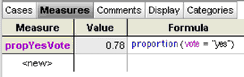 Cases Measures Comments Display Categories
Measure Value Formula
propYesVote 0.78 proportion (vote = "yes")
<new>